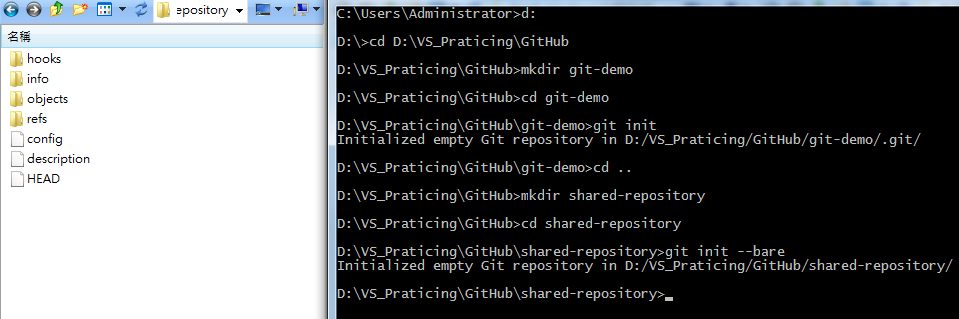 epository
名稱
hooks
info
objects
refs
config
description
HEAD
C:\Users\Administrator>d:
D:\>cd D:\VS_Praticing\GitHub
D:\VS_Praticing\GitHub>mkdir git-demo
D:\VS_Praticing\GitHub>cd git-demo
D:\VS_Praticing\GitHub\git-demo>git init
Initialized empty Git repository in D:/VS_Praticing/GitHub/git-demo/.git/
D:\VS_Praticing\GitHub\git-demo>cd ..
D:\VS_Praticing\GitHub>mkdir shared-repository
D:\VS_Praticing\GitHub>cd shared-repository
D:\VS_Praticing\GitHub\shared-repository>git init --bare
Initialized empty Git repository in D:/VS_Praticing/GitHub/shared-repository/
D:\VS_Praticing\GitHub\shared-repository>